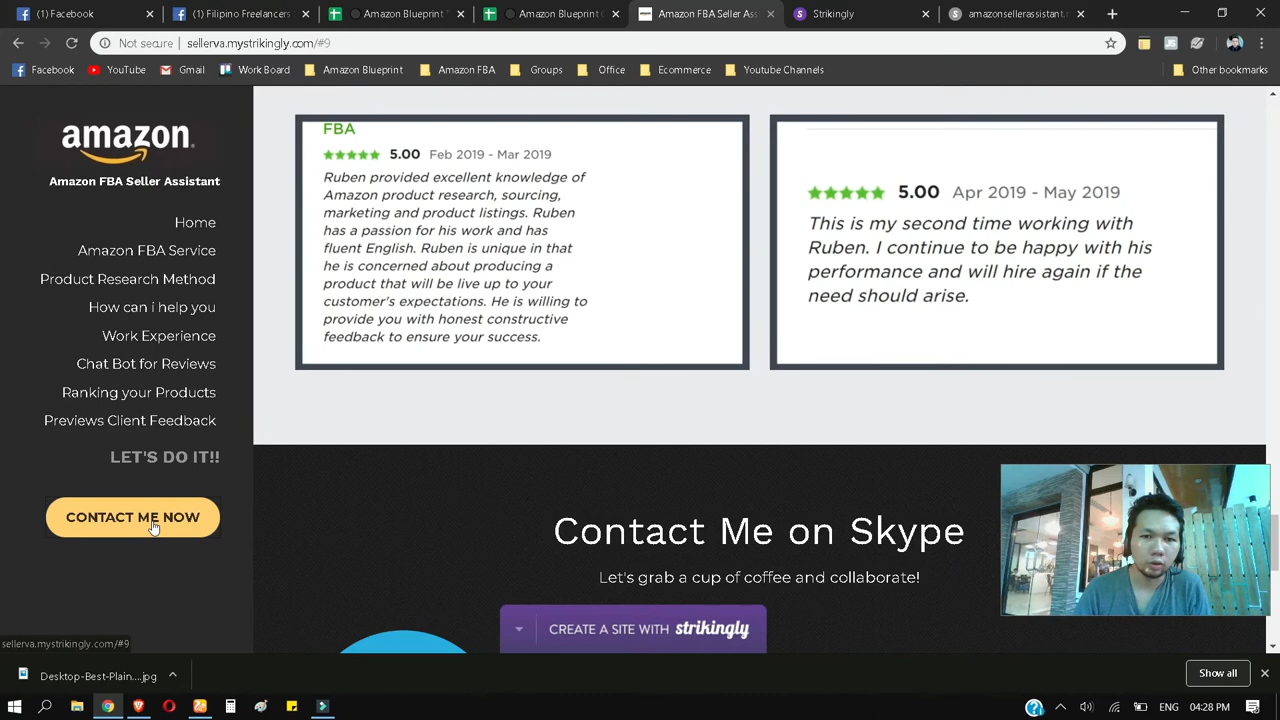 (1) Facebook
(1) Filipino Freelancers
Amazon Blueprint
Amazon Blueprint
Amazon FBA Seller Ass
Strikingly
amazonsellerassistant.m
Not secure | sellerva.mystrikingly.com/#9
Facebook
YouTube
Gmail
Work Board
Amazon Blueprint
Amazon FBA
Groups
Office
Ecommerce
Youtube Channels
Other bookmarks
amazon
Amazon FBA Seller Assistant
Home
Amazon FBA Service
Product Research Method
How can i help you
Work Experience
Chat Bot for Reviews
Ranking your Products
Previews Client Feedback
LET'S DO IT!!
CONTACT ME NOW
FBA
5.00 Feb 2019 - Mar 2019
Ruben provided excellent knowledge of
Amazon product research, sourcing,
marketing and product listings. Ruben
has a passion for his work and has
fluent English. Ruben is unique in that
he is concerned about producing a
product that will be live up to your
customer's expectations. He is willing to
provide you with honest constructive
feedback to ensure your success.
5.00 Apr 2019 - May 2019
This is my second time working with
Ruben. I continue to be happy with his
performance and will hire again if the
need should arise.
Contact Me on Skype
Let's grab a cup of coffee and collaborate!
CREATE A SITE WITH strikingly
sellerva.mystrikingly.com/#9
Desktop-Best-Plain....jpg
Show all
ENG
04:28 PM